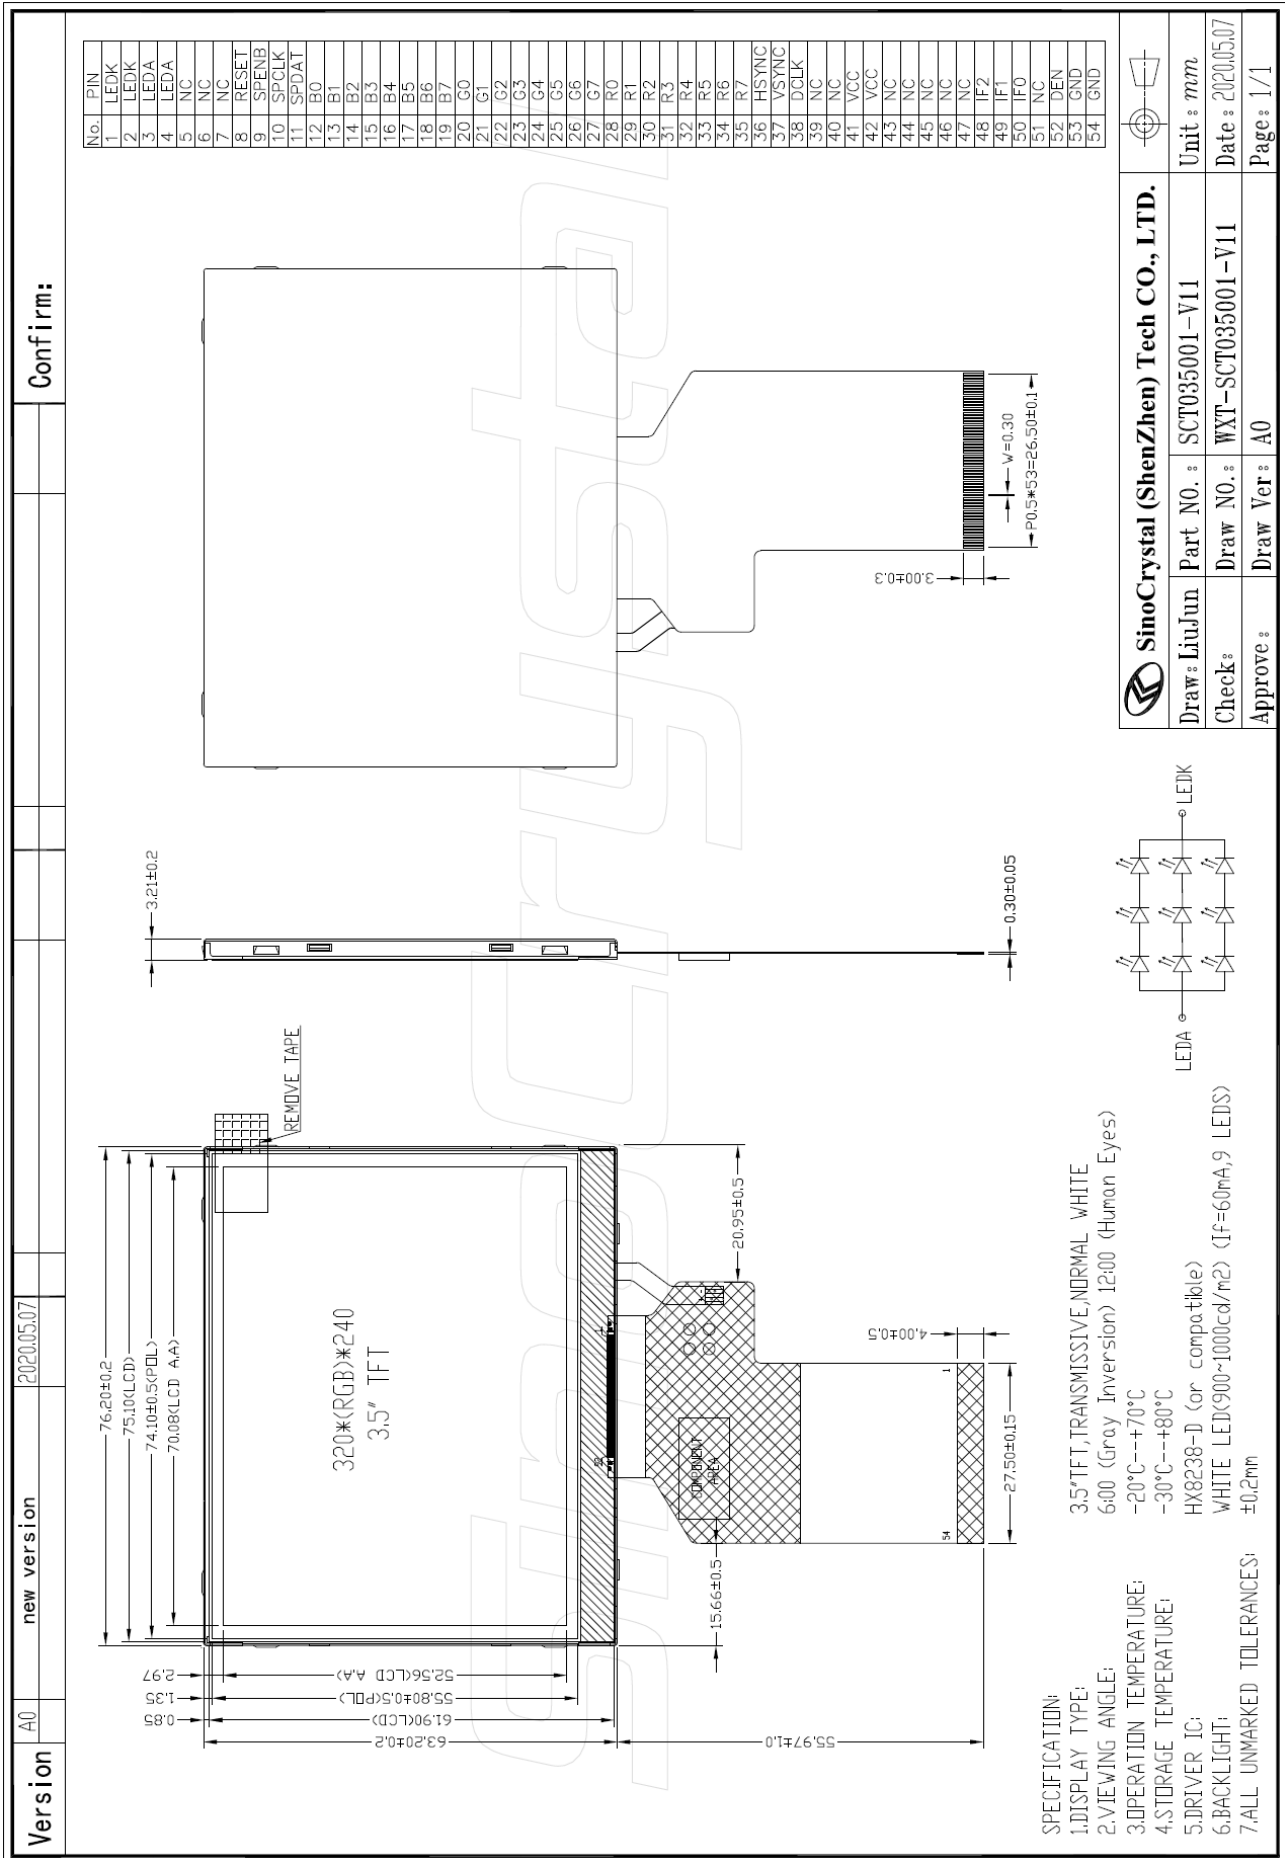 Version
A0
new version
2020.05.07
Confirm:
76.20±0.2
75.10(LCD)
74.10±0.5(POL)
70.08(LCD A.A)
REMOVE TAPE
2.97
1.35
0.85
52.56(LCD A.A)
55.80±0.5(POL)
61.90(LCD)
63.20±0.2
55.97±1.0
320*(RGB)*240
3.5" TFT
20.95±0.5
15.66±0.5
COMPONENT
AREA
4.00±0.5
1
54
27.50±0.15
3.21±0.2
0.30±0.05
3.00±0.3
W=0.30
P0.5*53=26.50±0.1
SinoCrystal
No. PIN
1 LEDK
2 LEDK
3 LEDA
4 LEDA
5 NC
6 NC
7 NC
8 RESET
9 SPENB
10 SPCLK
11 SPDAT
12 B0
13 B1
14 B2
15 B3
16 B4
17 B5
18 B6
19 B7
20 G0
21 G1
22 G2
23 G3
24 G4
25 G5
26 G6
27 G7
28 R0
29 R1
30 R2
31 R3
32 R4
33 R5
34 R6
35 R7
36 HSYNC
37 VSYNC
38 DCLK
39 NC
40 NC
41 VCC
42 VCC
43 NC
44 NC
45 NC
46 NC
47 NC
48 IF2
49 IF1
50 IF0
51 NC
52 DEN
53 GND
54 GND
SPECIFICATION:
1.DISPLAY TYPE: 3.5"TFT,TRANSMISSIVE,NORMAL WHITE
2.VIEWING ANGLE: 6:00 (Gray Inversion) 12:00 (Human Eyes)
3.OPERATION TEMPERATURE: -20°C--+70°C
4.STORAGE TEMPERATURE: -30°C--+80°C
5.DRIVER IC: HX8238-D (or compatible)
6.BACKLIGHT: WHITE LED(900~1000cd/m2) (If=60mA,9 LEDS)
7.ALL UNMARKED TOLERANCES: ±0.2mm
LEDA
LEDK
SinoCrystal (ShenZhen) Tech CO., LTD.
Draw: LiuJun Part NO.: SCT035001-V11 Unit: mm
Check: Draw NO.: WXT-SCT035001-V11 Date: 2020.05.07
Approve: Draw Ver: A0 Page: 1/1